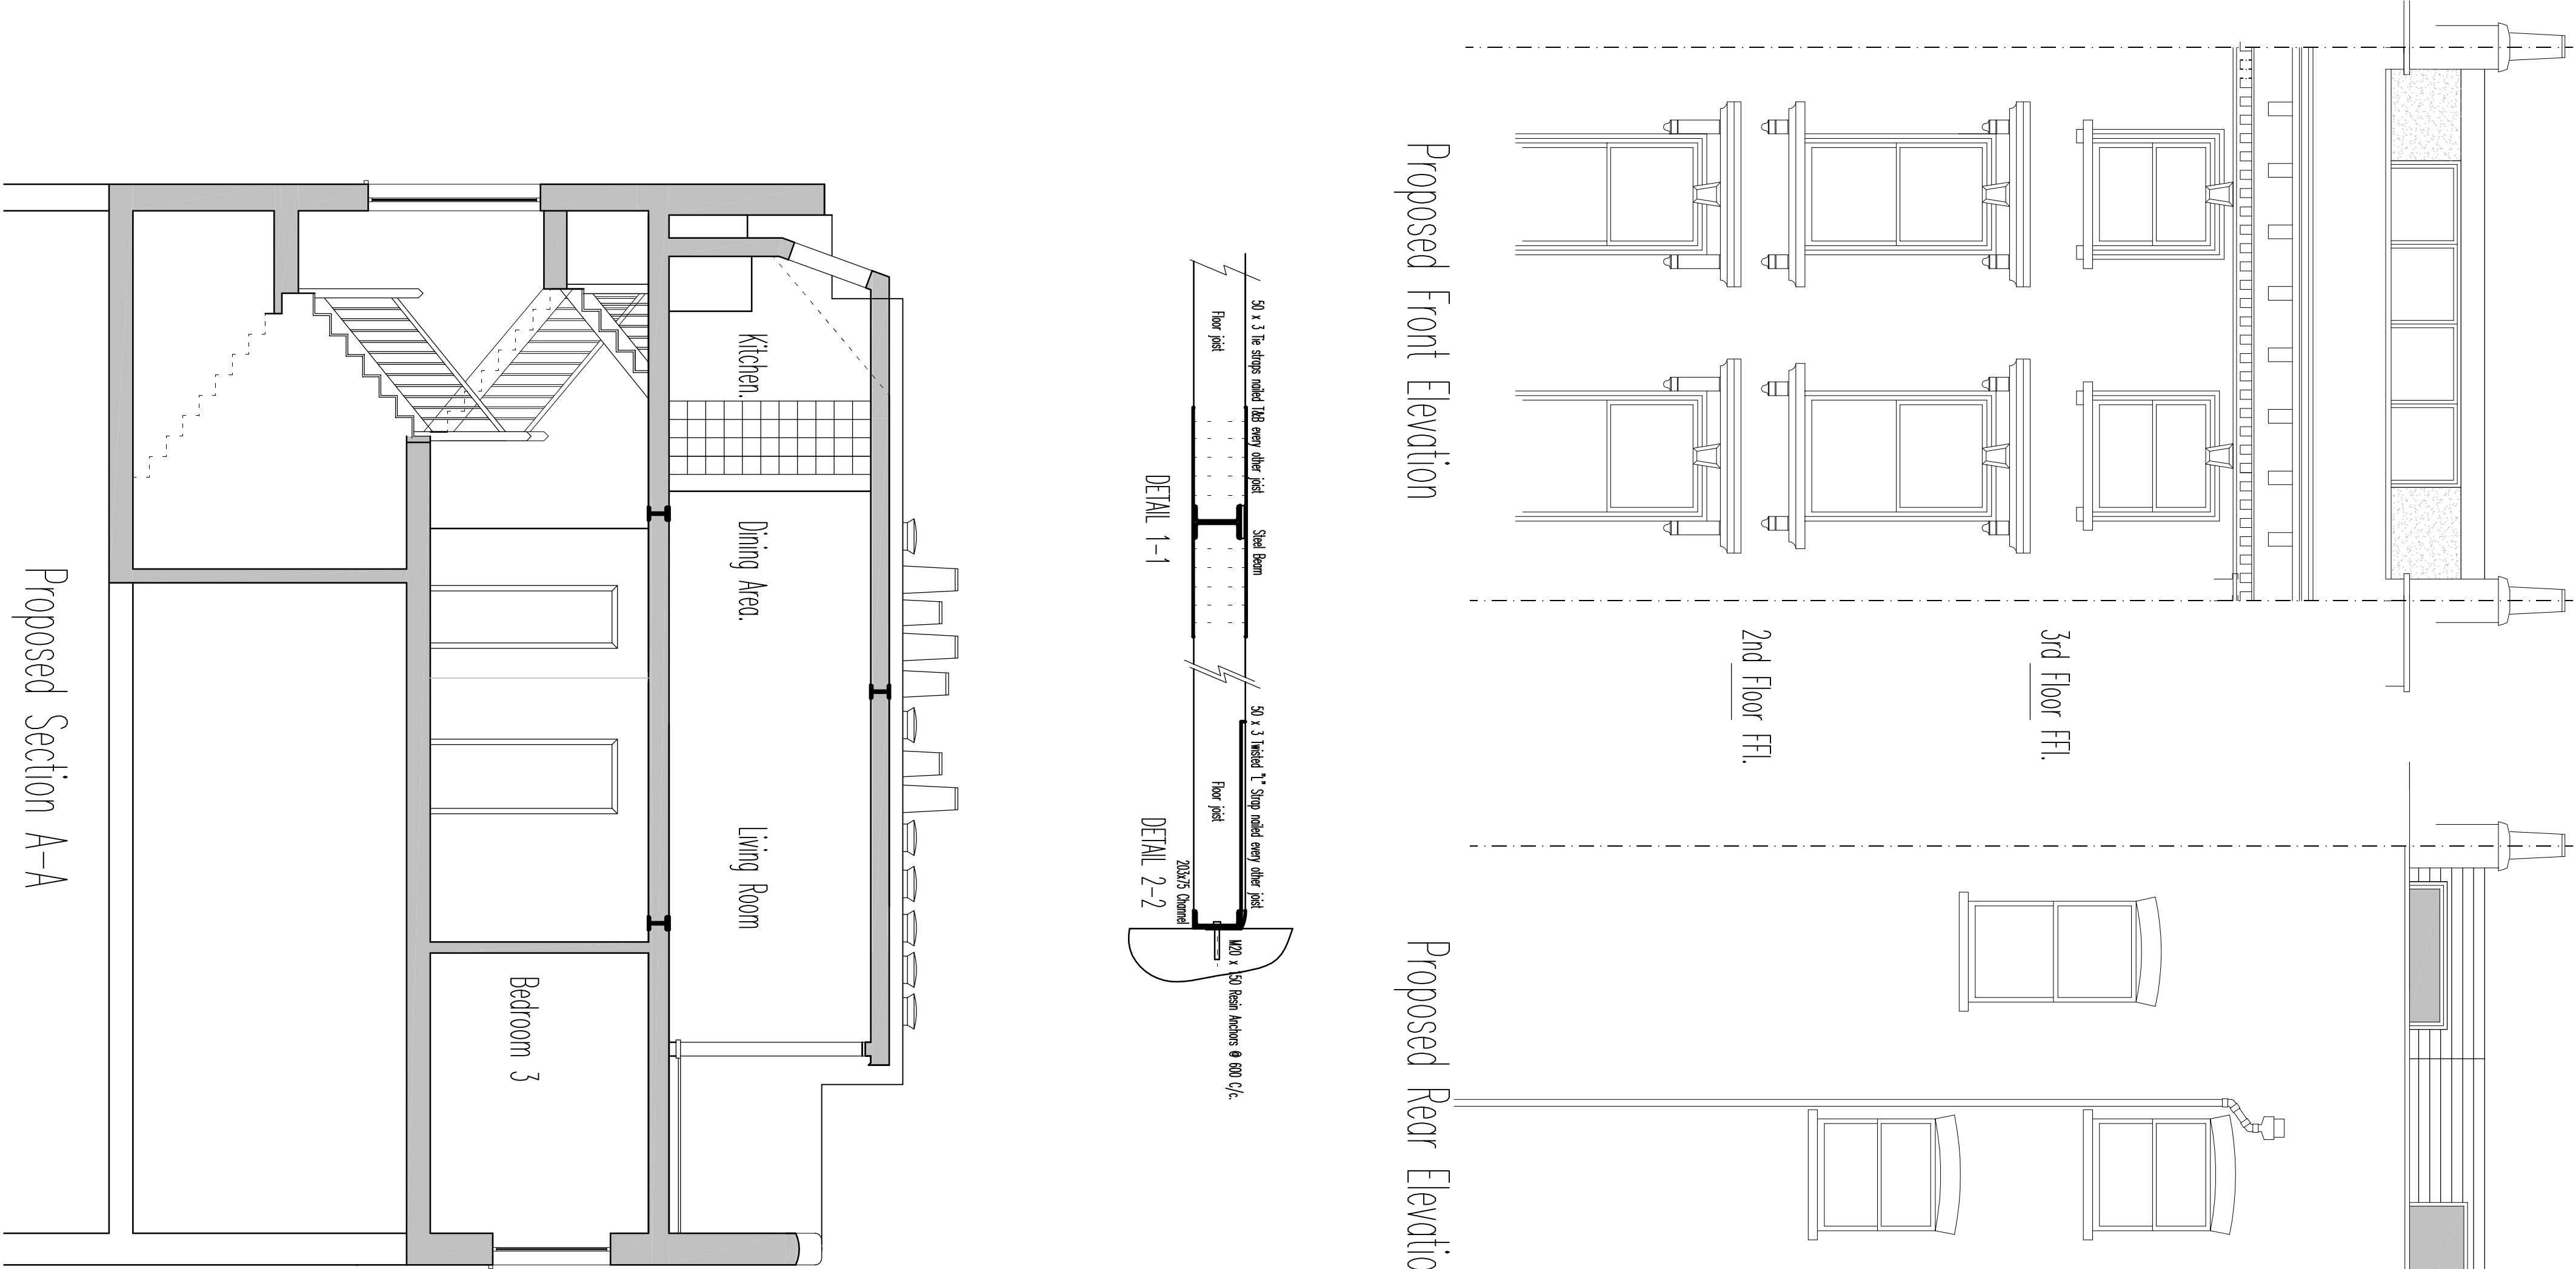 3rd Floor FFl.
2nd Floor FFl.
Proposed Front Elevation
Proposed Rear Elevatio
50 x 3 Tie straps nailed T&B every other joist
Steel Beam
50 x 3 Twisted "L" Strap nailed every other joist
M20 x 150 Resin Anchors @ 600 C/c.
Floor joist
Floor joist
203x75 Channel
DETAIL 1-1
DETAIL 2-2
Kitchen.
Dining Area.
Living Room
Bedroom 3
Proposed Section A-A